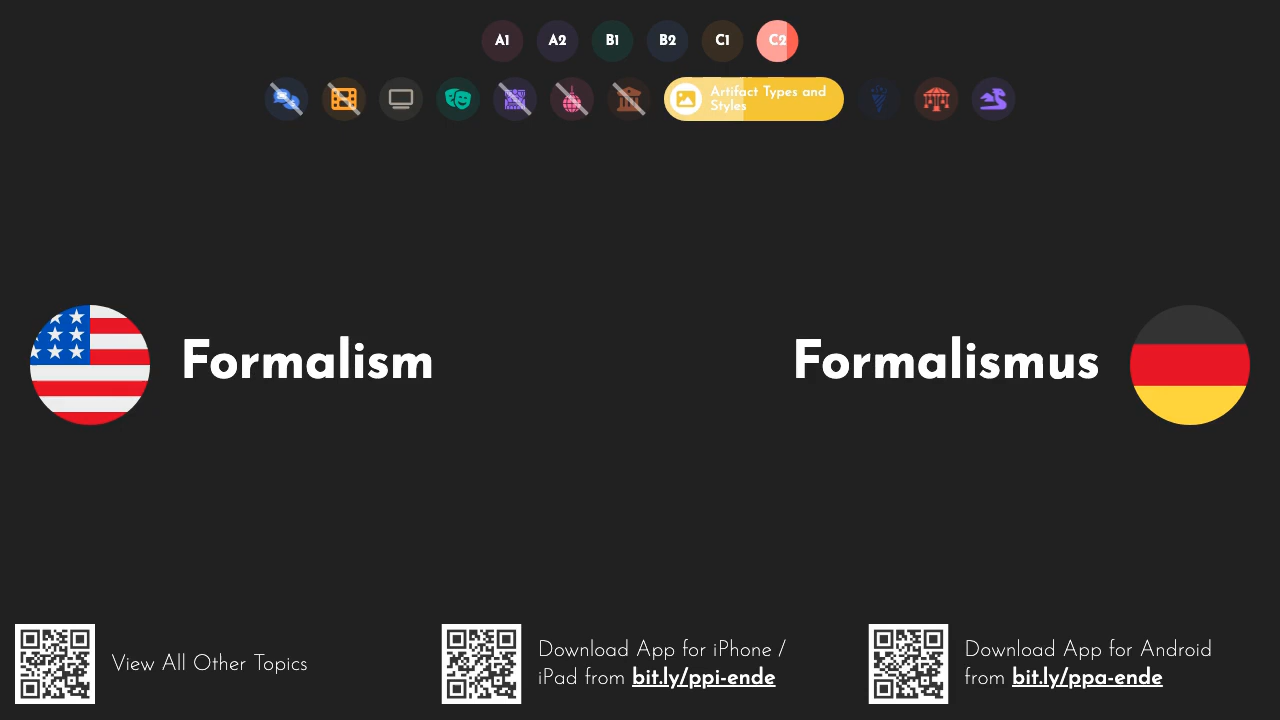 A1 A2 B1 B2 C1 C2
Artifact Types and
Styles
Formalism
Formalismus
View All Other Topics
Download App for iPhone /
iPad from bit.ly/ppi-ende
Download App for Android
from bit.ly/ppa-ende